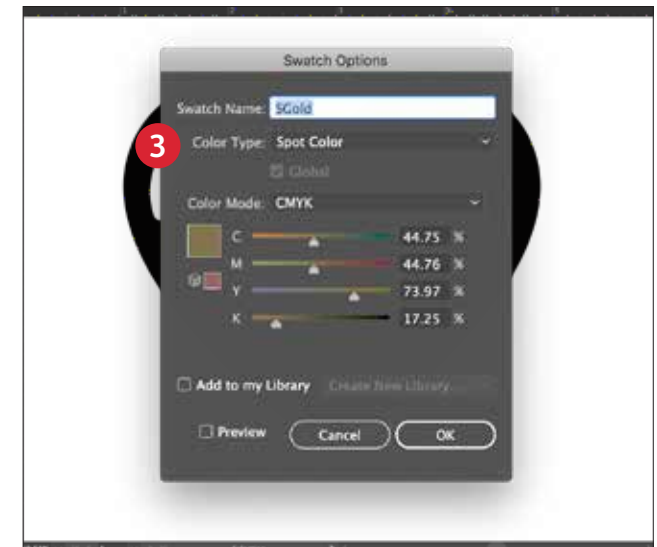 Swatch Options
Swatch Name: SGold
3
Color Type: Spot Color
Global
Color Mode: CMYK
C 44.75 %
M 44.76 %
Y 73.97 %
K 17.25 %
Add to my Library Create New Library...
Preview Cancel OK